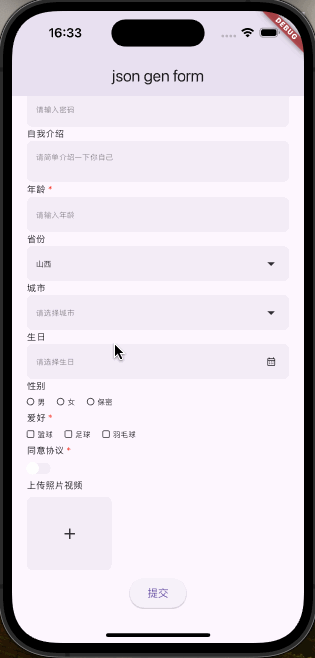 16:33
DEBUG
json gen form
请输入密码
自我介绍
请简单介绍一下你自己
年龄 *
请输入年龄
省份
山西
城市
请选择城市
生日
请选择生日
性别
男 女 保密
爱好 *
篮球 足球 羽毛球
同意协议 *
上传照片视频
+
提交